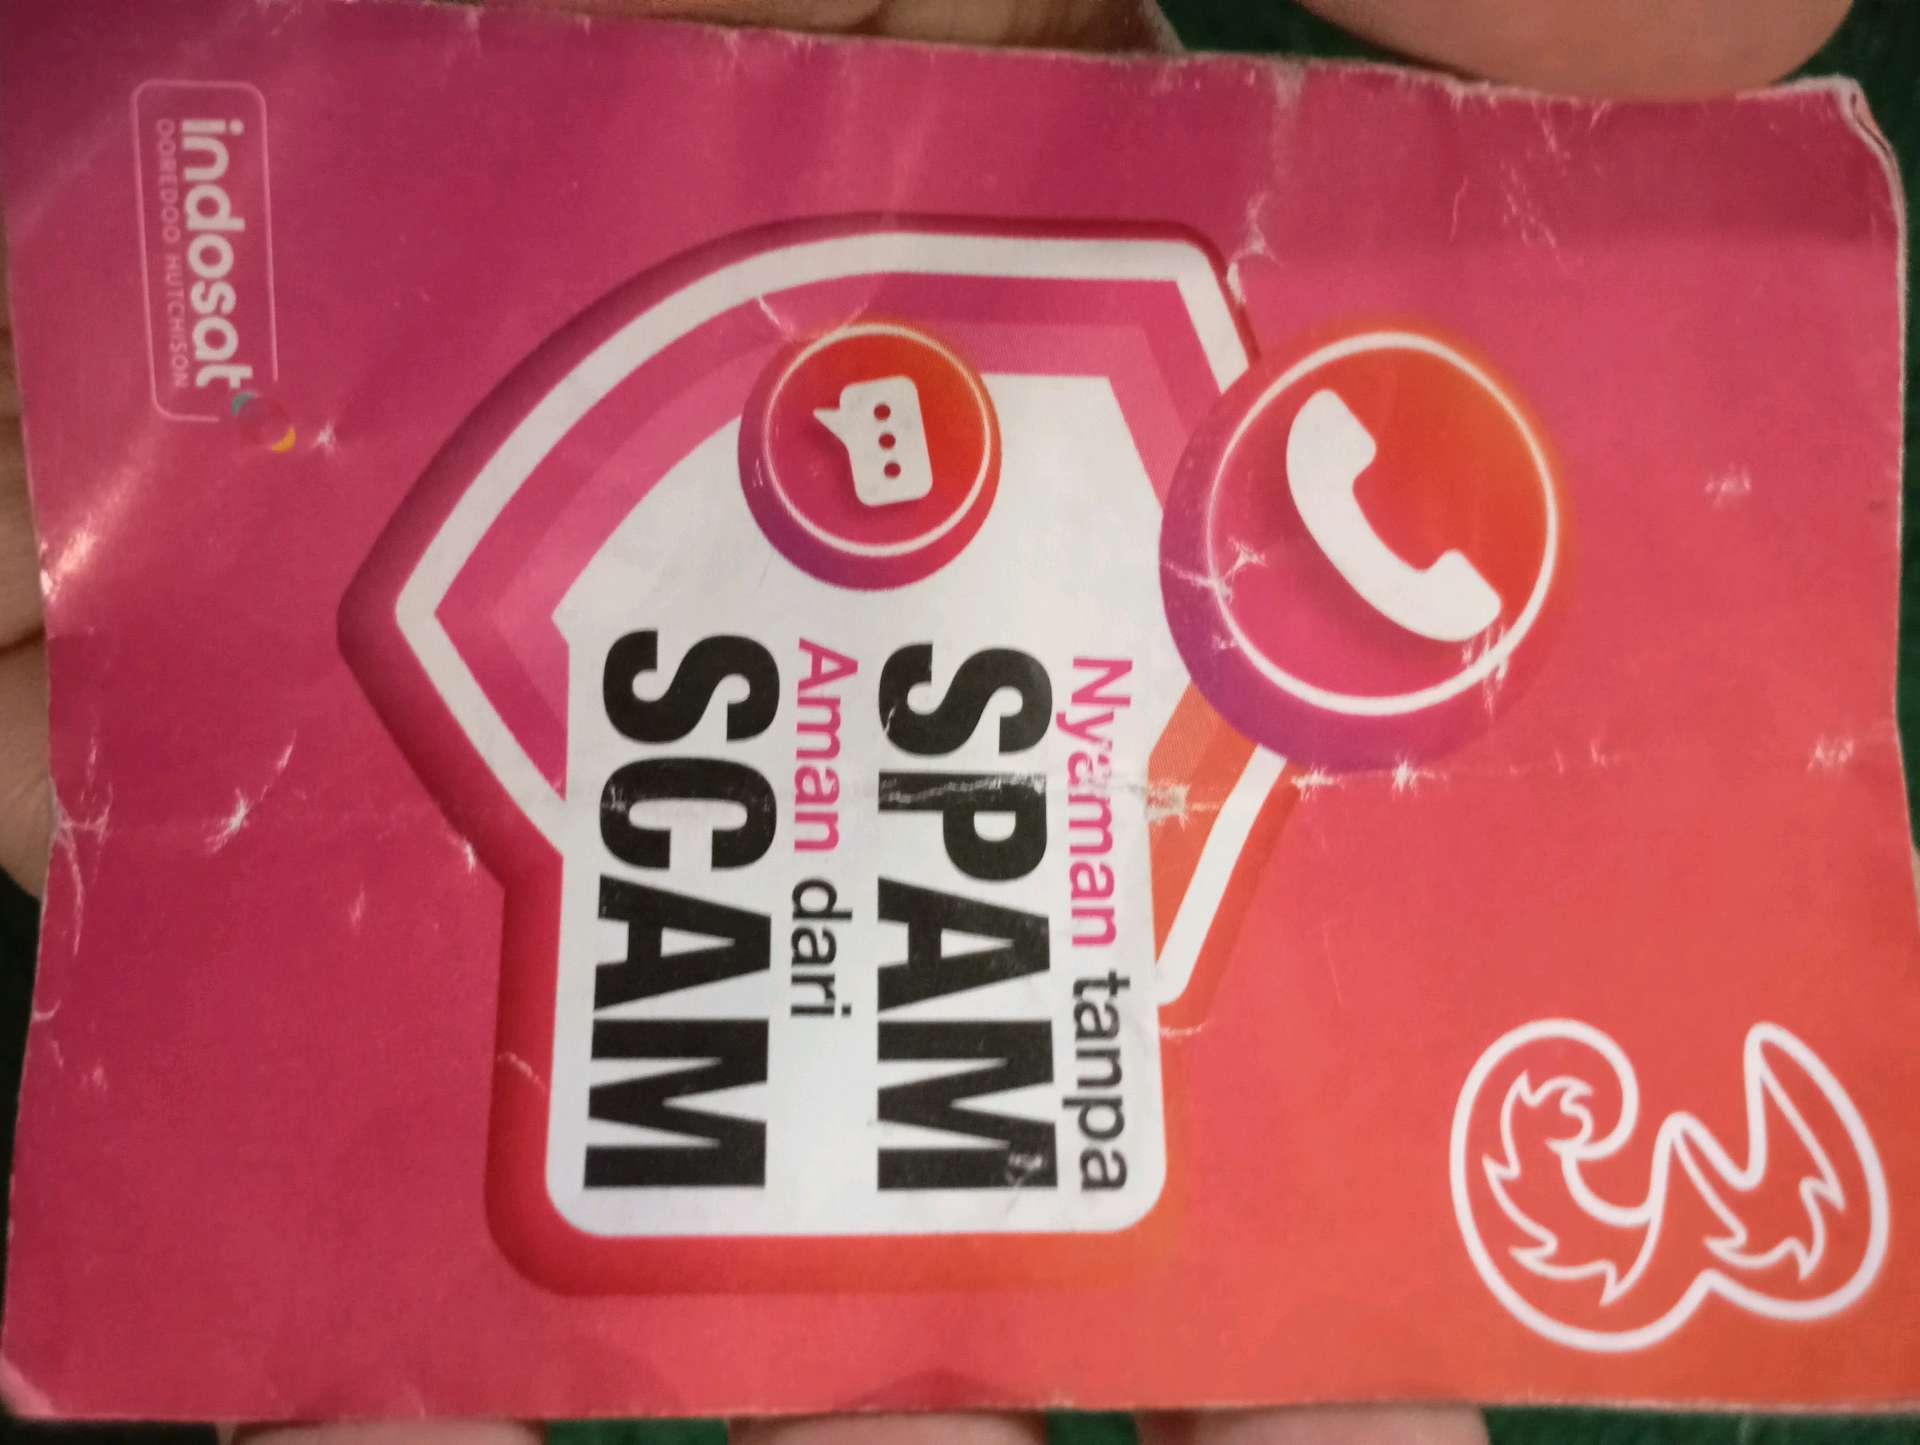 Nyaman tanpa
SPAM
Aman dari
SCAM
indosat
OOREDOO HUTCHISON